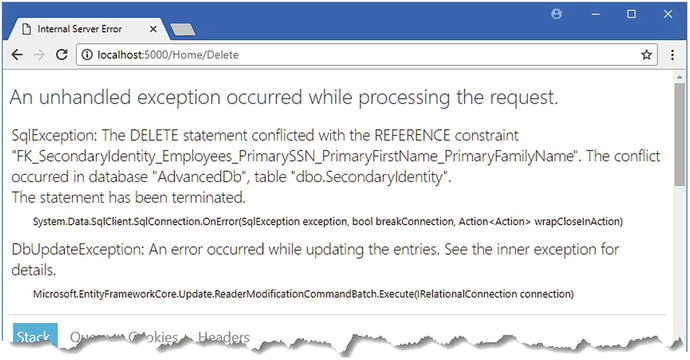 Internal Server Error
localhost:5000/Home/Delete
An unhandled exception occurred while processing the request.
SqlException: The DELETE statement conflicted with the REFERENCE constraint
"FK_SecondaryIdentity_Employees_PrimarySSN_PrimaryFirstName_PrimaryFamilyName". The conflict
occurred in database "AdvancedDb", table "dbo.SecondaryIdentity".
The statement has been terminated.
System.Data.SqlClient.SqlConnection.OnError(SqlException exception, bool breakConnection, Action<Action> wrapCloseInAction)
DbUpdateException: An error occurred while updating the entries. See the inner exception for
details.
Microsoft.EntityFrameworkCore.Update.ReaderModificationCommandBatch.Execute(IRelationalConnection connection)
Stack Query Cookies Headers